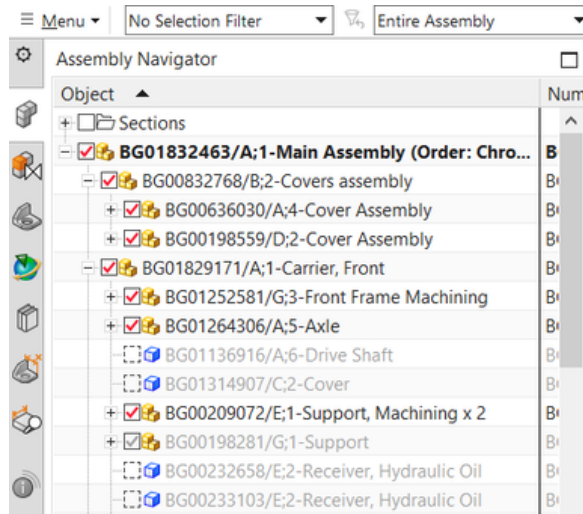 Menu
No Selection Filter
Entire Assembly
Assembly Navigator
Object
Num
Sections
BG01832463/A;1-Main Assembly (Order: Chro...
B
BG00832768/B;2-Covers assembly
BG00636030/A;4-Cover Assembly
BG00198559/D;2-Cover Assembly
BG01829171/A;1-Carrier, Front
BG01252581/G;3-Front Frame Machining
BG01264306/A;5-Axle
BG01136916/A;6-Drive Shaft
BG01314907/C;2-Cover
BG00209072/E;1-Support, Machining x 2
BG00198281/G;1-Support
BG00232658/E;2-Receiver, Hydraulic Oil
BG00233103/E;2-Receiver, Hydraulic Oil